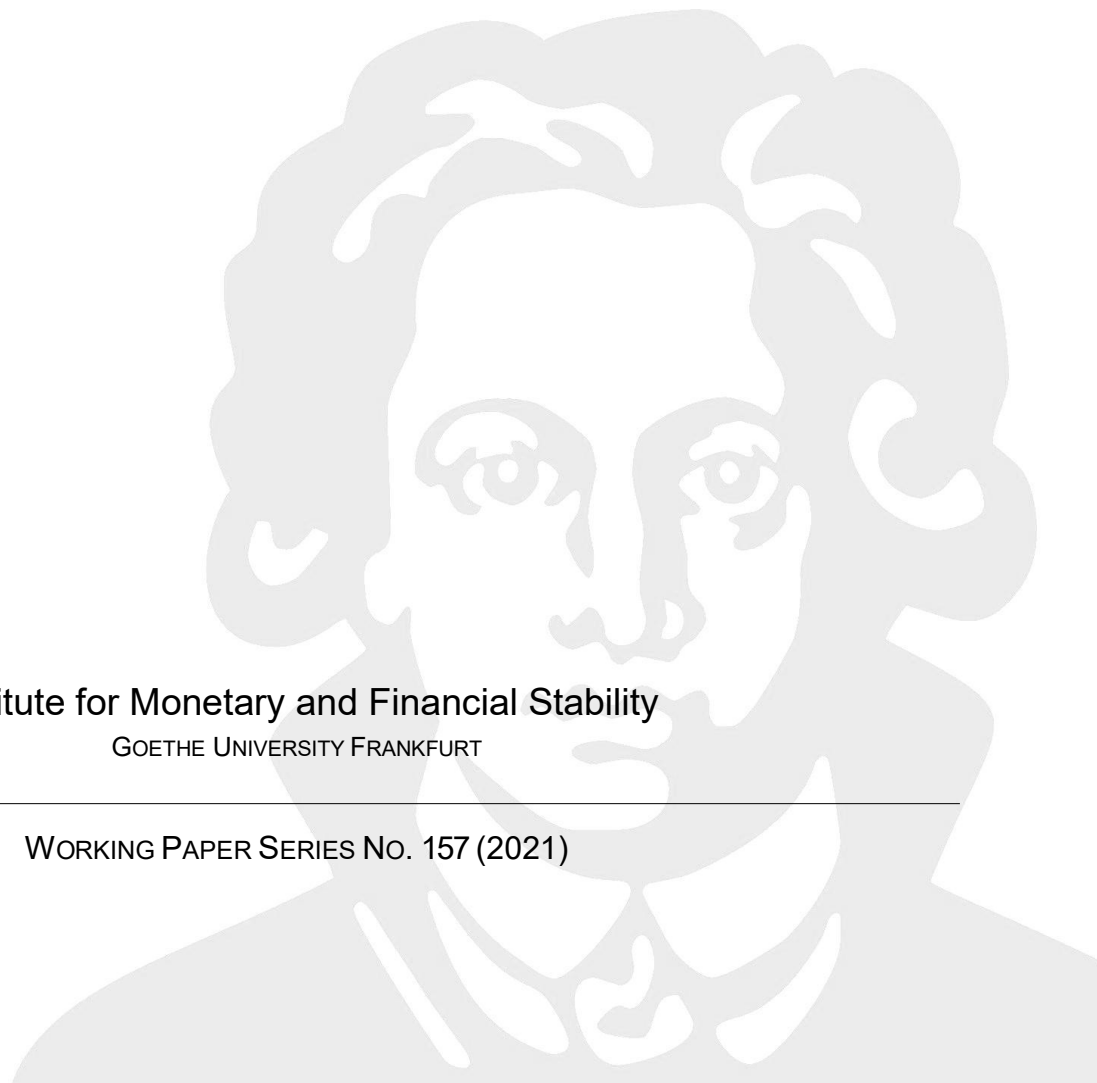 itute for Monetary and Financial Stability
GOETHE UNIVERSITY FRANKFURT
WORKING PAPER SERIES NO. 157 (2021)